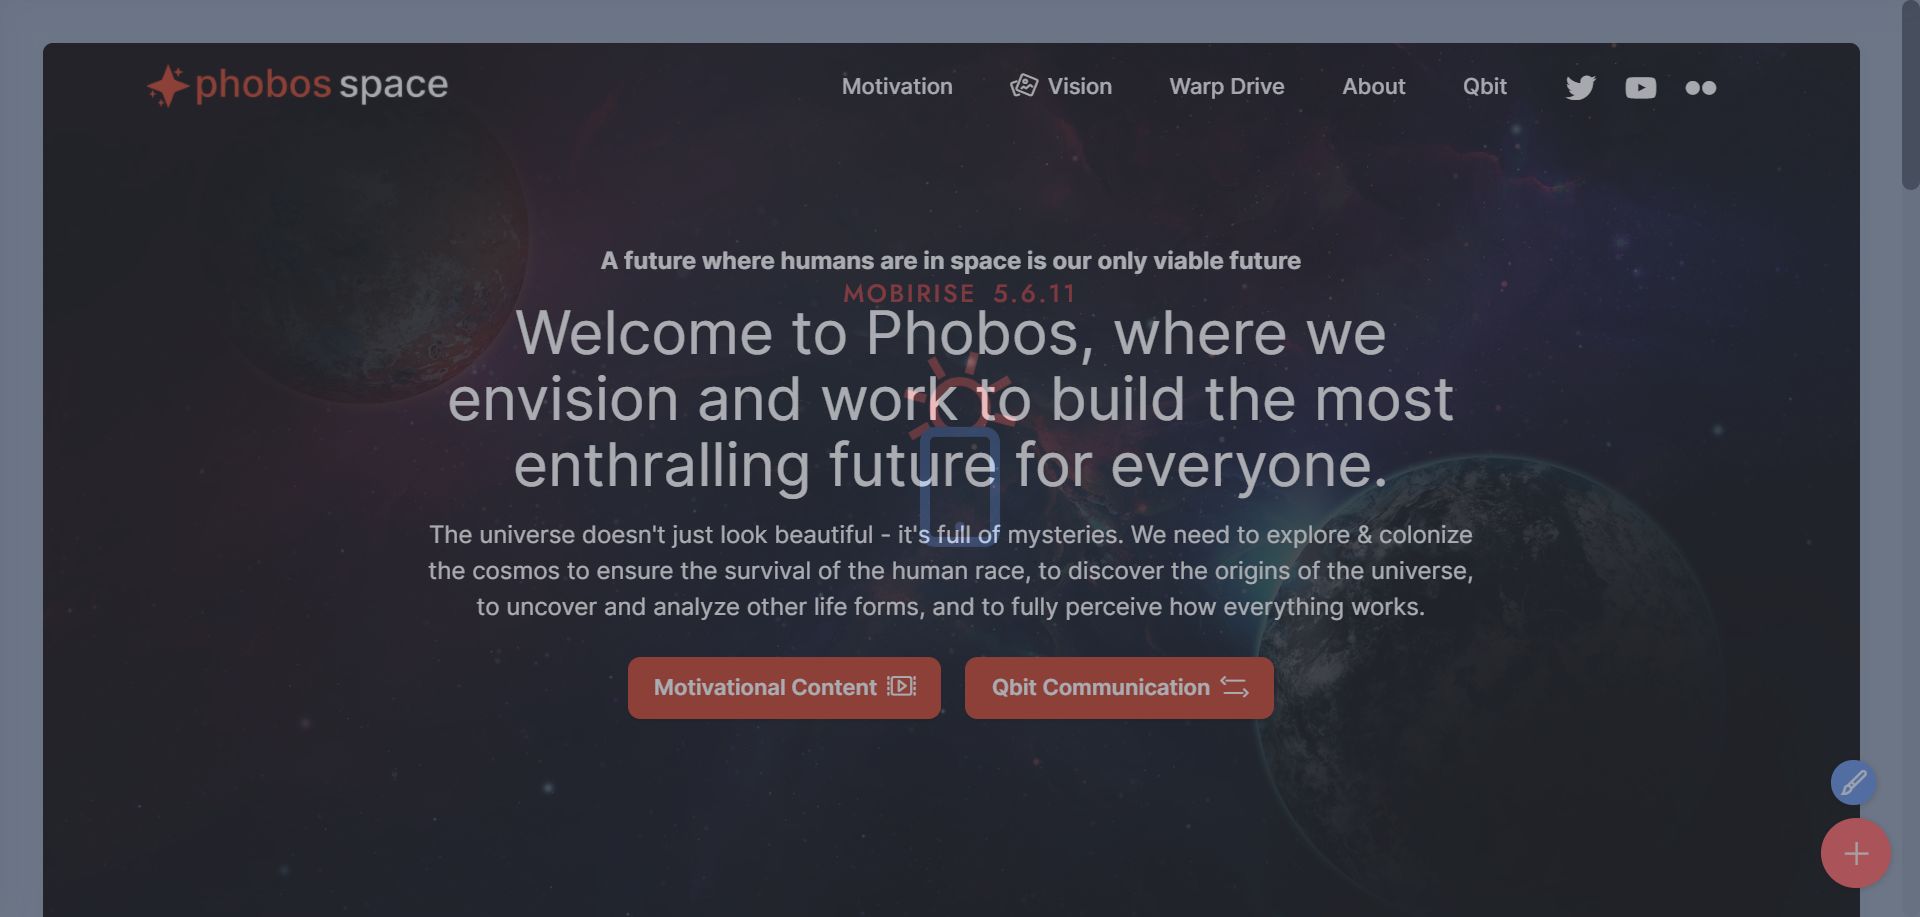 phobos space
Motivation Vision Warp Drive About Qbit
A future where humans are in space is our only viable future
MOBIRISE 5.6.11
Welcome to Phobos, where we
envision and work to build the most
enthralling future for everyone.
The universe doesn't just look beautiful - it's full of mysteries. We need to explore & colonize
the cosmos to ensure the survival of the human race, to discover the origins of the universe,
to uncover and analyze other life forms, and to fully perceive how everything works.
Motivational Content Qbit Communication